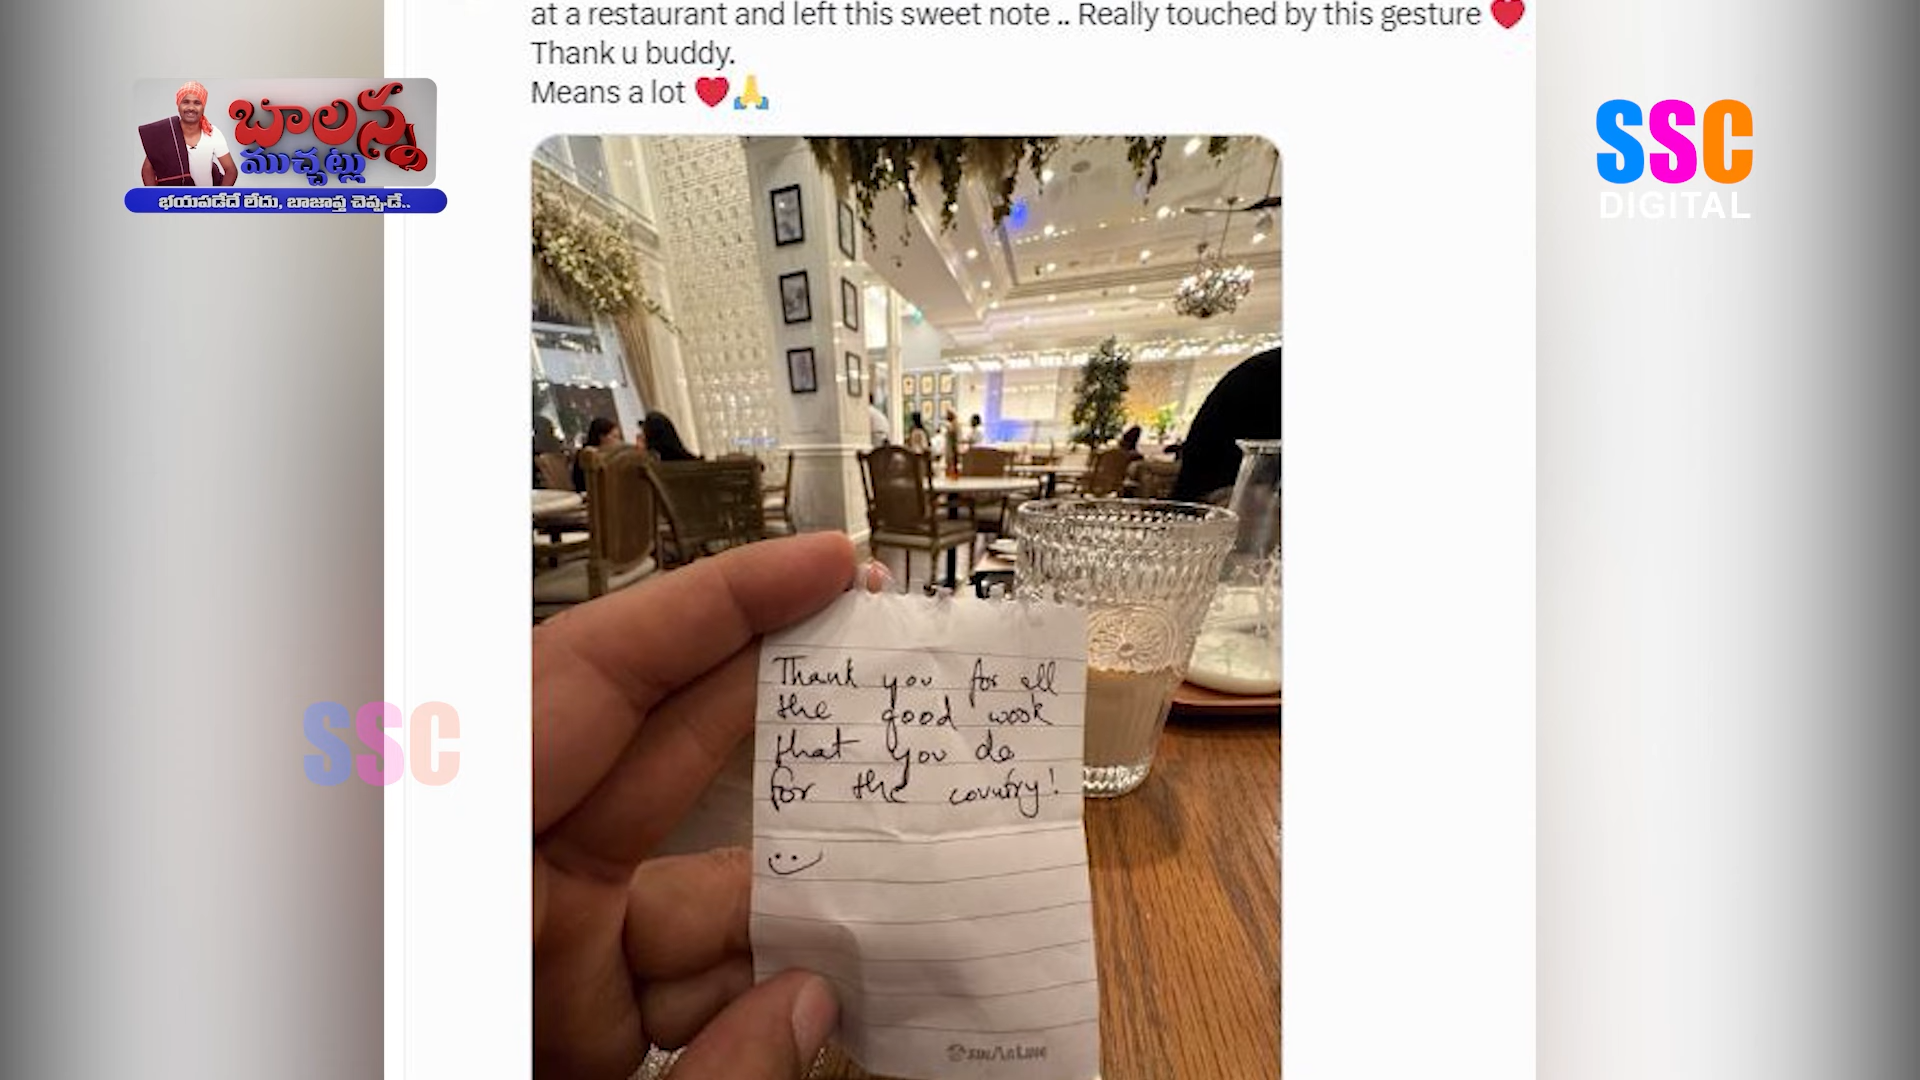 at a restaurant and left this sweet note .. Really touched by this gesture ❤️
Thank u buddy.
Means a lot ❤️🙏
బాలన్న
ముచ్చట్లు
భయపడేదే లేదు, బాజాప్త చెప్పుడే..
SSC
DIGITAL
Thank you for all
the good work
that you do
for the country!
SSC